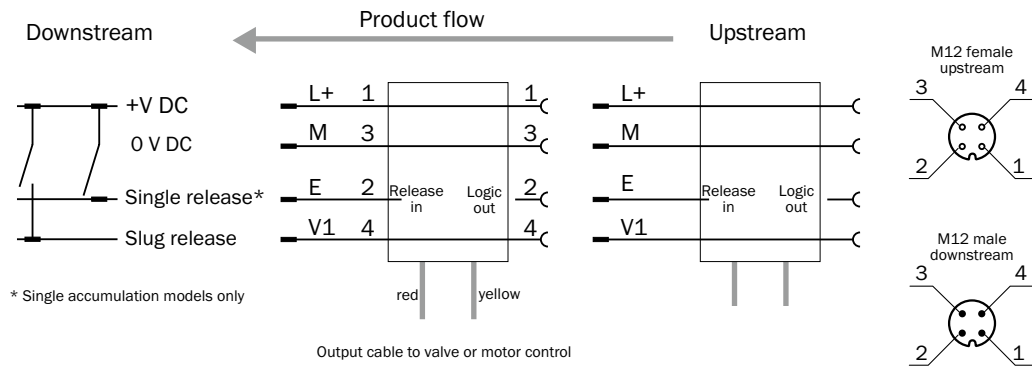 Product flow
Downstream
Upstream
M12 female
upstream
3 4
2 1
+V DC
0 V DC
Single release*
Slug release
L+ 1 1
M 3 3
E 2 Release in Logic out 2
V1 4 4
red yellow
L+
M
E Release in Logic out
V1
* Single accumulation models only
Output cable to valve or motor control
M12 male
downstream
3 4
2 1